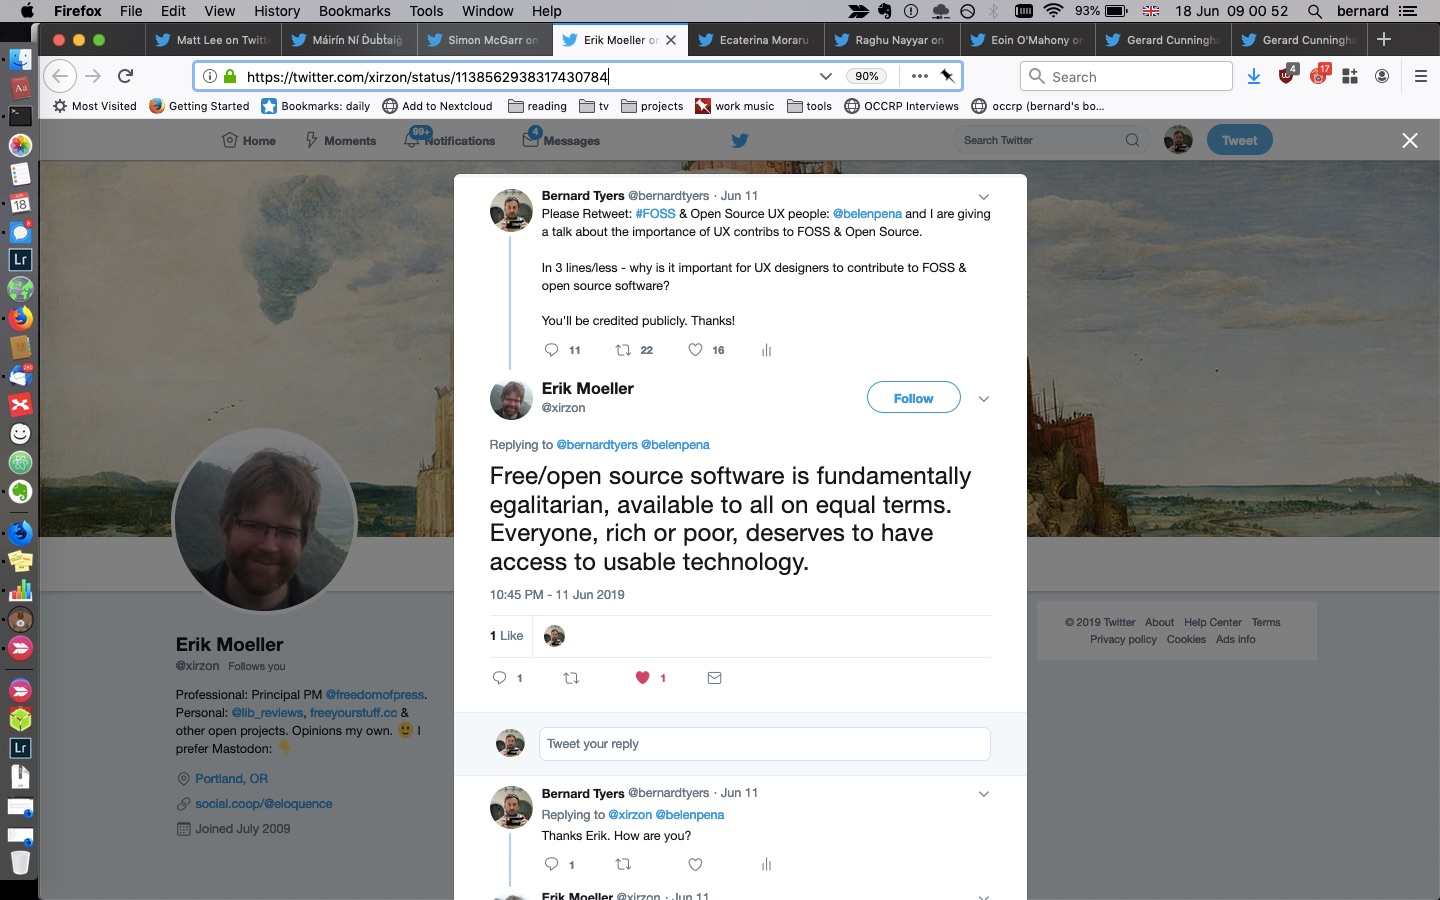 Firefox File Edit View History Bookmarks Tools Window Help 93% 18 Jun 09 00 52 bernard
Matt Lee on Twitt
Máirín Ní Ḋuḃṫaiġ
Simon McGarr on
Erik Moeller on
Ecaterina Moraru
Raghu Nayyar on
Eoin O'Mahony on
Gerard Cunningha
Gerard Cunningha
https://twitter.com/xirzon/status/1138562938317430784
90%
Search
4
17
Most Visited Getting Started Bookmarks: daily Add to Nextcloud reading tv projects work music tools OCCRP Interviews occrp (bernard's bo...
Home Moments 99+ Notifications 4 Messages Search Twitter Tweet
Bernard Tyers @bernardtyers · Jun 11
Please Retweet: #FOSS & Open Source UX people: @belenpena and I are giving
a talk about the importance of UX contribs to FOSS & Open Source.
In 3 lines/less - why is it important for UX designers to contribute to FOSS &
open source software?
You'll be credited publicly. Thanks!
11 22 16
Erik Moeller
@xirzon
Follow
Replying to @bernardtyers @belenpena
Free/open source software is fundamentally
egalitarian, available to all on equal terms.
Everyone, rich or poor, deserves to have
access to usable technology.
10:45 PM - 11 Jun 2019
1 Like
1 1
Tweet your reply
Bernard Tyers @bernardtyers · Jun 11
Replying to @xirzon @belenpena
Thanks Erik. How are you?
1
Erik Moeller @xirzon · Jun 11
Erik Moeller
@xirzon Follows you
Professional: Principal PM @freedomofpress.
Personal: @lib_reviews, freeyourstuff.cc &
other open projects. Opinions my own. 🙂 I
prefer Mastodon: 👇
Portland, OR
social.coop/@eloquence
Joined July 2009
© 2019 Twitter About Help Center Terms
Privacy policy Cookies Ads info
Aa
18
Lr
Lr